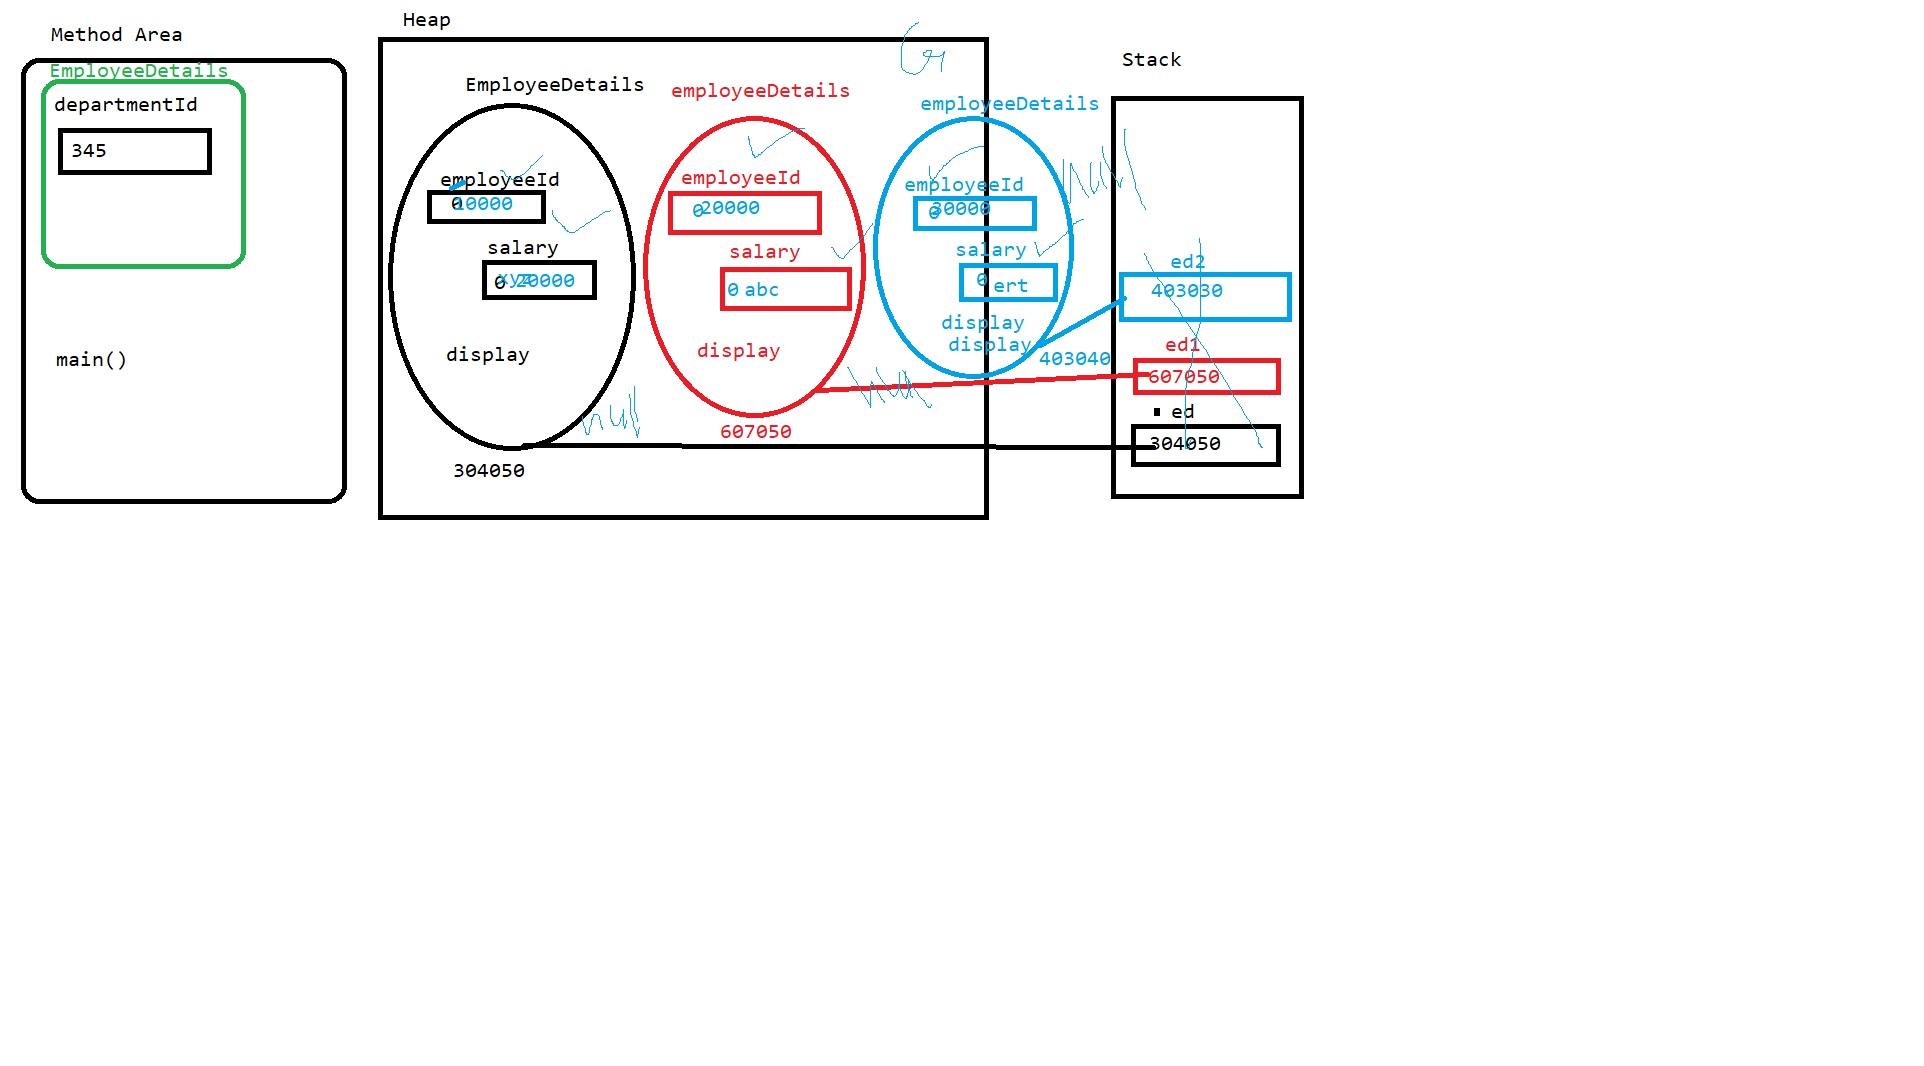 Method Area
EmployeeDetails
departmentId
345
main()
Heap
EmployeeDetails
employeeId
0 10000
salary
0 xyz 20000
display
null
304050
employeeDetails
employeeId
0 20000
salary
0 abc
display
null
607050
employeeDetails
employeeId
0 30000
salary
0 ert
display
display
403040
null
Stack
ed2
403030
ed1
607050
ed
304050